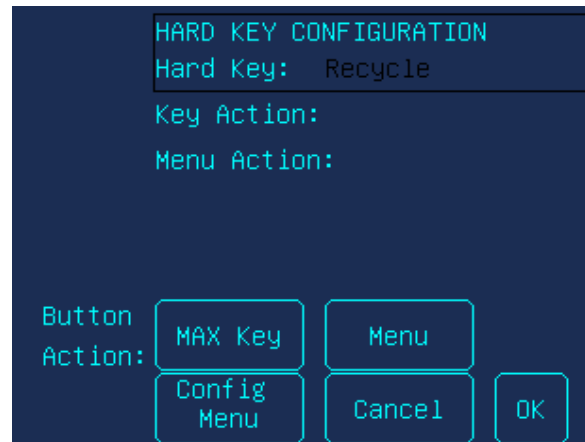 HARD KEY CONFIGURATION
Hard Key: Recycle
Key Action:
Menu Action:
Button
Action:
MAX Key
Menu
Config
Menu
Cancel
OK